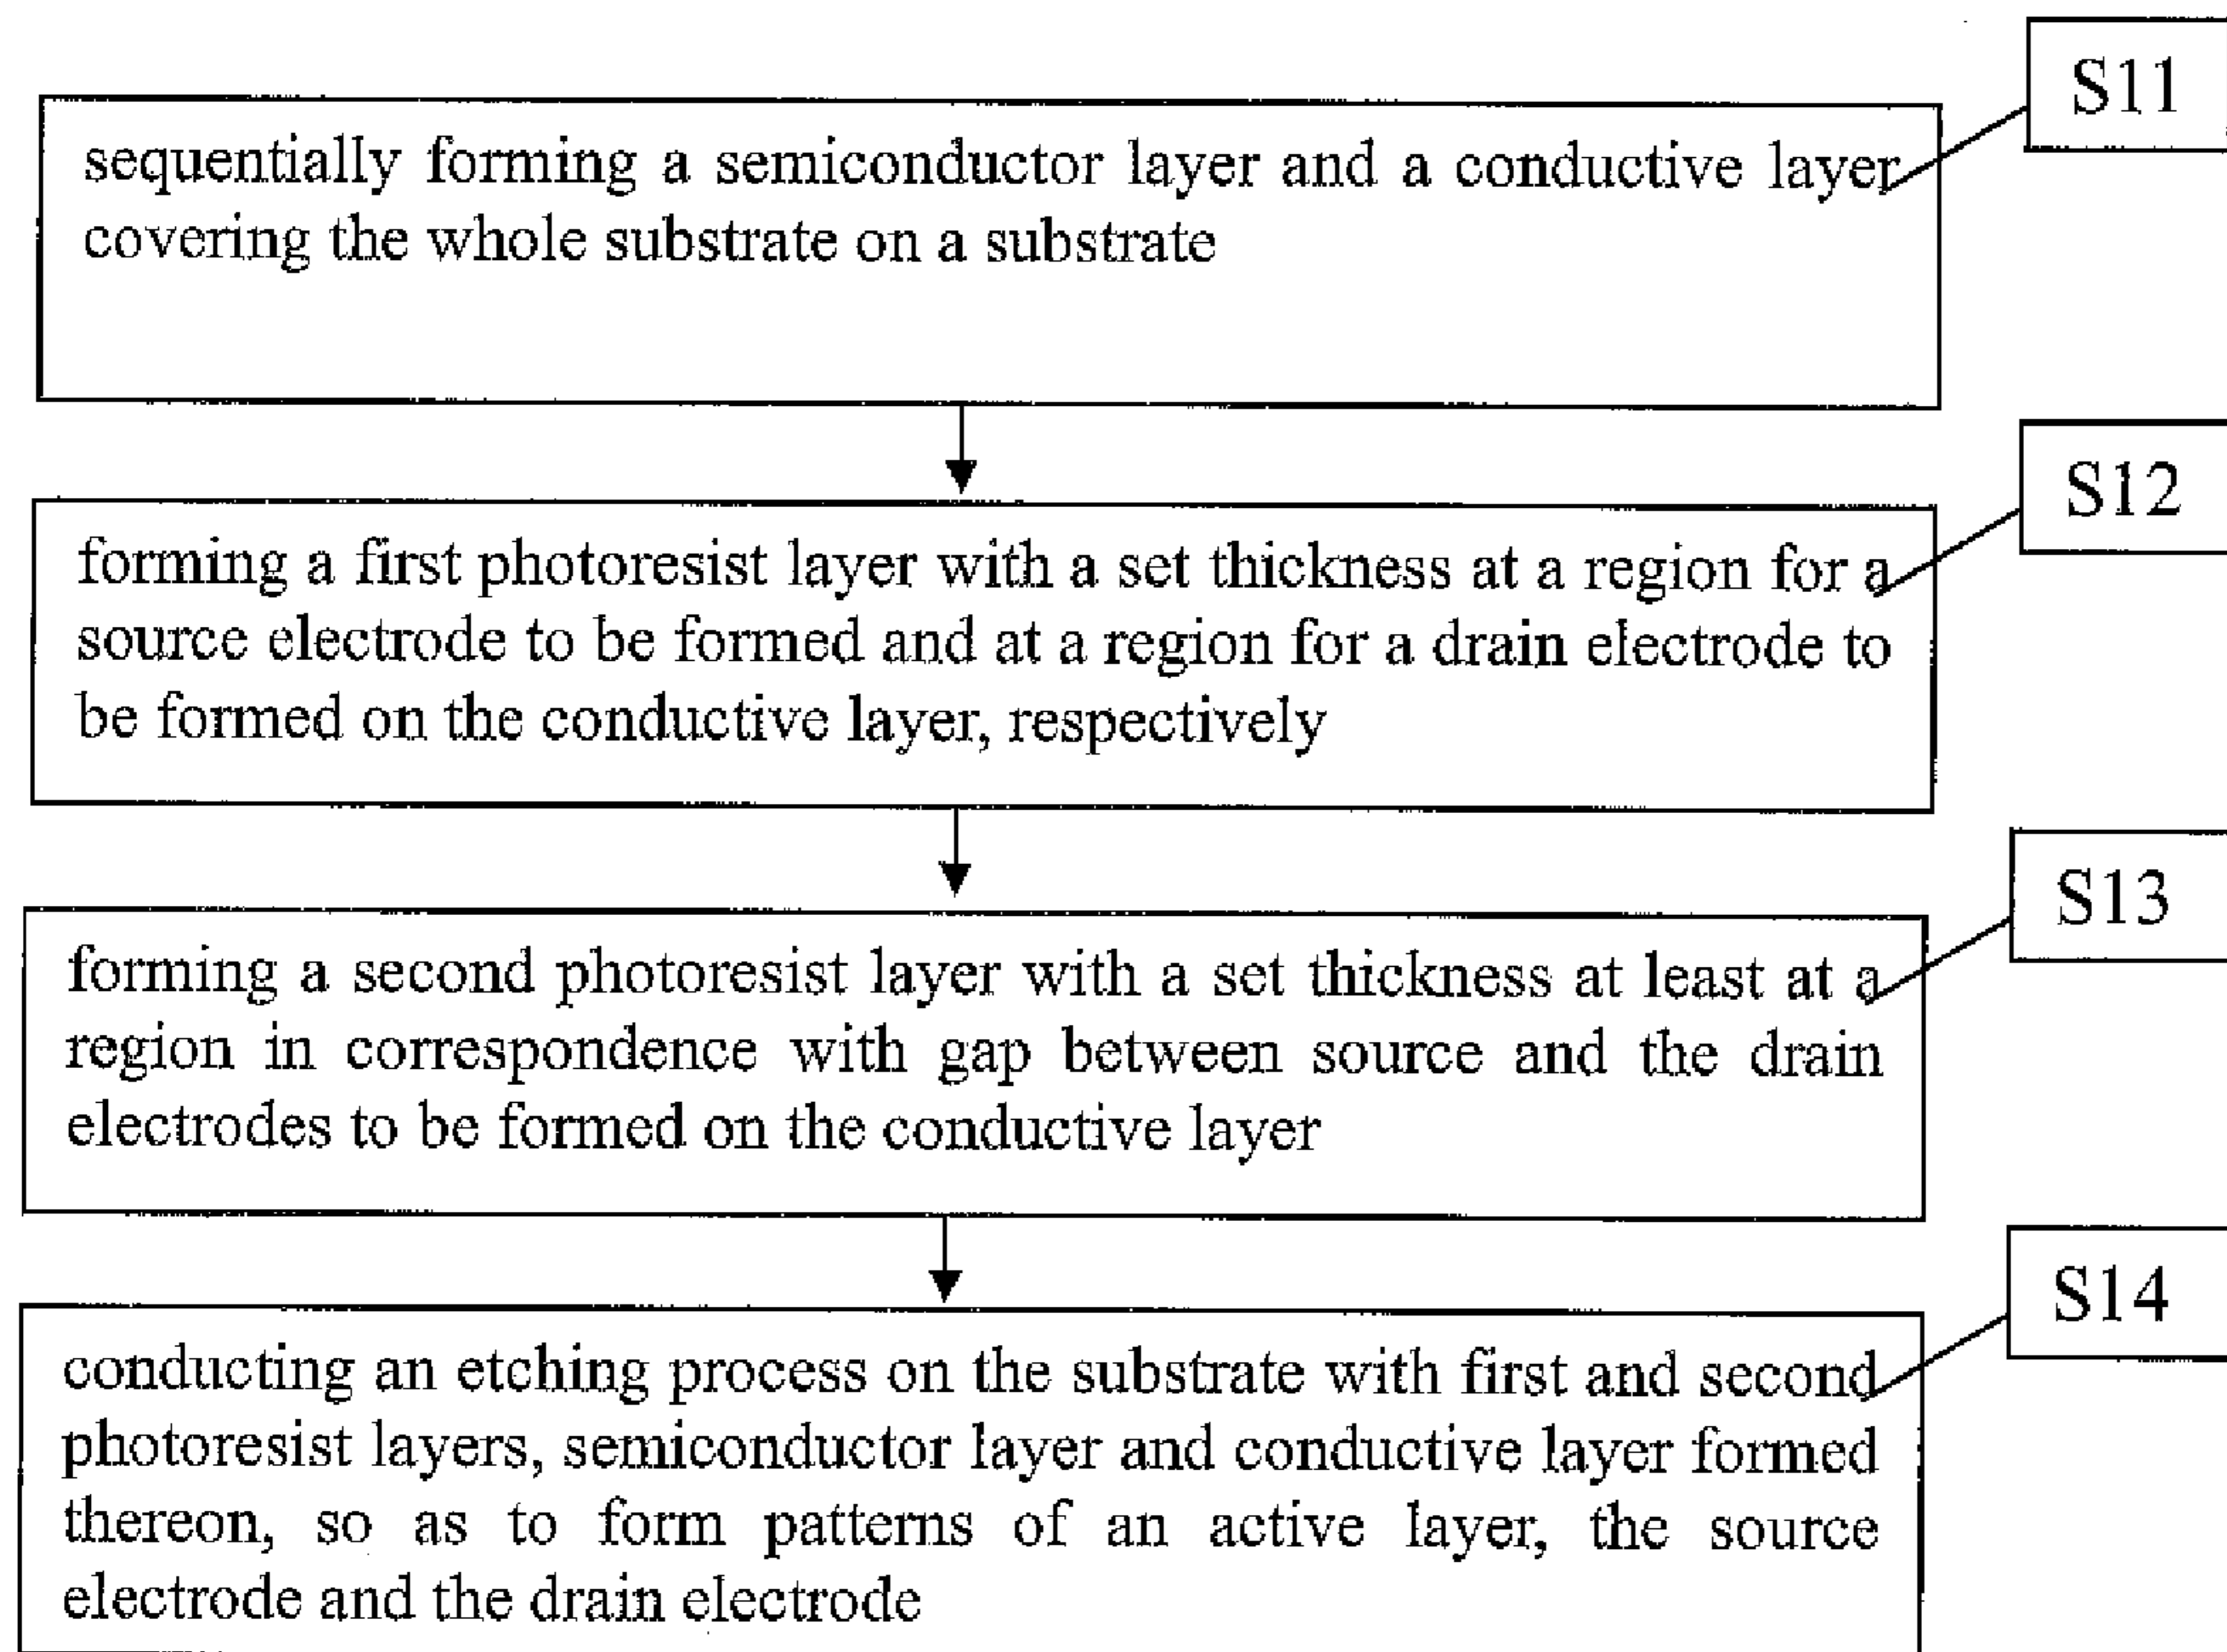 S11
sequentially forming a semiconductor layer and a conductive layer
covering the whole substrate on a substrate
S12
forming a first photoresist layer with a set thickness at a region for a
source electrode to be formed and at a region for a drain electrode to
be formed on the conductive layer, respectively
S13
forming a second photoresist layer with a set thickness at least at a
region in correspondence with gap between source and the drain
electrodes to be formed on the conductive layer
S14
conducting an etching process on the substrate with first and second
photoresist layers, semiconductor layer and conductive layer formed
thereon, so as to form patterns of an active layer, the source
electrode and the drain electrode